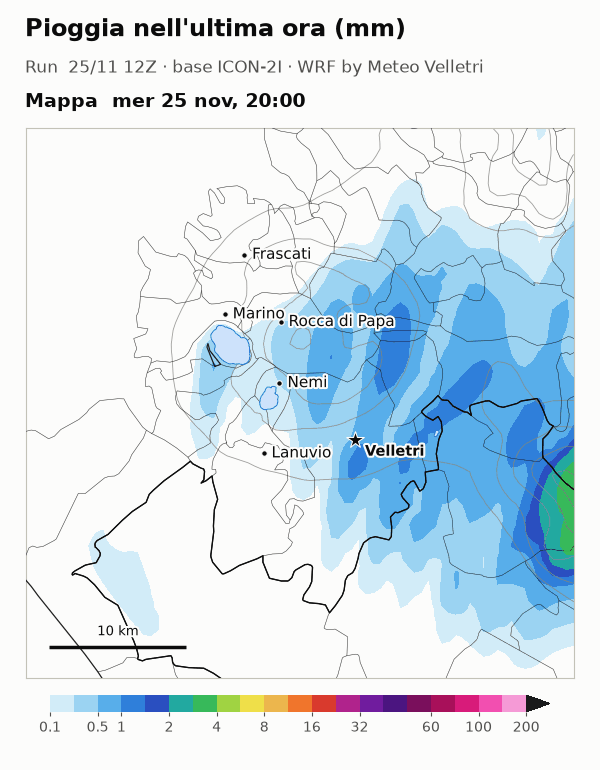 Pioggia nell'ultima ora (mm)
Run  25/11 12Z · base ICON-2I · WRF by Meteo Velletri
Mappa  mer 25 nov, 20:00
Frascati
Marino
Rocca di Papa
Nemi
Velletri
Lanuvio
10 km
0.1 0.5 1 2 4 8 16 32 60 100 200